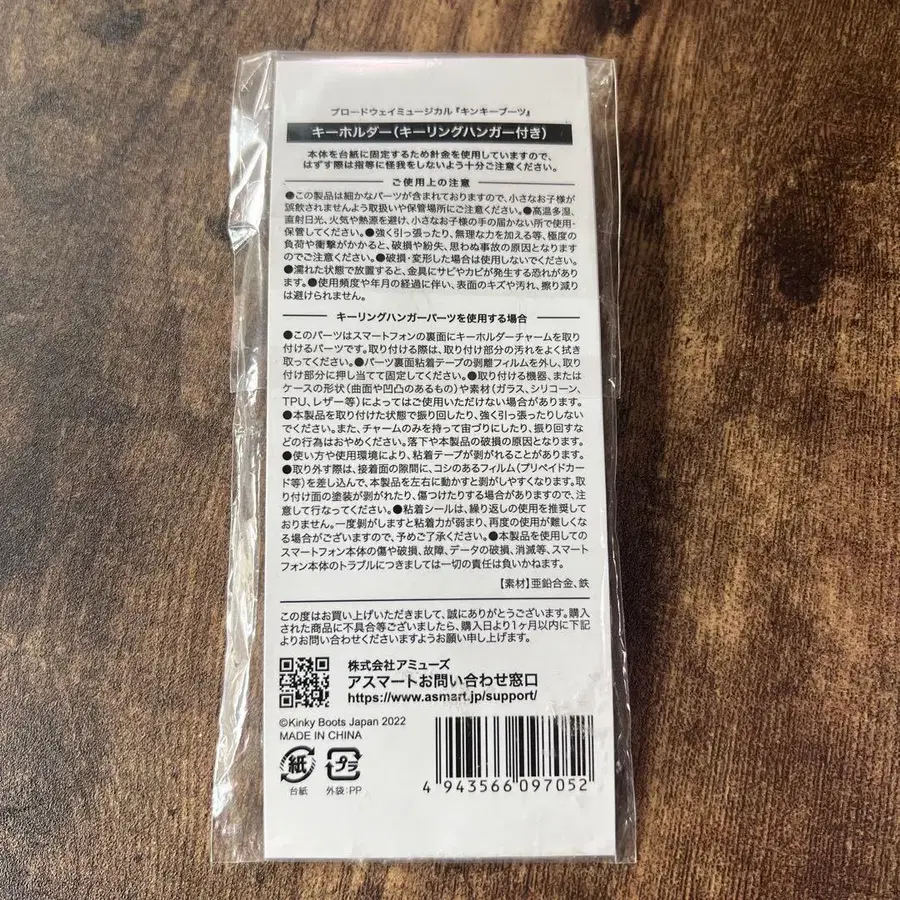 ブロードウェイミュージカル『キンキーブーツ』
キーホルダー(キーリングハンガー付き)
本体を台紙に固定するため針金を使用していますので、
はずす際は指等に怪我をしないよう十分ご注意ください。
ご使用上の注意
●この製品は細かなパーツが含まれておりますので、小さなお子様が
誤飲されませんよう取扱いや保管場所にご注意ください。●高温多湿、
直射日光、火気や熱源を避け、小さなお子様の手の届かない所で使用・
保管してください。●強く引っ張ったり、無理な力を加える等、極度の
負荷や衝撃がかかると、破損や紛失、思わぬ事故の原因となります
のでご注意ください。●破損・変形した場合は使用しないでください。
●濡れた状態で放置すると、金具にサビやカビが発生する恐れがあり
ます。●使用頻度や年月の経過に伴い、表面のキズや汚れ、擦り減り
は避けられません。
キーリングハンガーパーツを使用する場合
●このパーツはスマートフォンの裏面にキーホルダーチャームを取り
付けるパーツです。取り付ける際は、取り付け部分の汚れをよく拭き
取ってください。●パーツ裏面粘着テープの剥離フィルムを外し、取り
付け部分に押し当てて固定してください。●取り付ける機器、または
ケースの形状(曲面や凹凸のあるもの)や素材(ガラス、シリコーン、
TPU、レザー等)によってはご使用いただけない場合があります。
●本製品を取り付けた状態で振り回したり、強く引っ張ったりしない
でください。また、チャームのみを持って宙づりにしたり、振り回すな
どの行為はおやめください。落下や本製品の破損の原因となります。
●使い方や使用環境により、粘着テープが剥がれることがあります。
●取り外す際は、接着面の隙間に、コシのあるフィルム(プリペイドカー
ド等)を差し込んで、本製品を左右に動かすと剥がしやすくなります。取
り付け面の塗装が剥がれたり、傷つけたりする場合がありますので、注
意して行なってください。●粘着シールは、繰り返しの使用を推奨して
おりません。一度剥がしますと粘着力が弱まり、再度の使用が難しくな
る場合がございますので、予めご了承ください。●本製品を使用しての
スマートフォン本体の傷や破損、故障、データの破損、消滅等、スマート
フォン本体のトラブルにつきましては一切の責任は負いかねます。
【素材】亜鉛合金、鉄
この度はお買い上げいただきまして、誠にありがとうございます。購入
された商品に不具合等ございましたら、購入日より1ヶ月以内に下記
よりお問い合わせくださいますようお願い申し上げます。
株式会社アミューズ
アスマートお問い合わせ窓口
https://www.asmart.jp/support/
©Kinky Boots Japan 2022
MADE IN CHINA
紙
プラ
台紙
外袋:PP
4 943566 097052